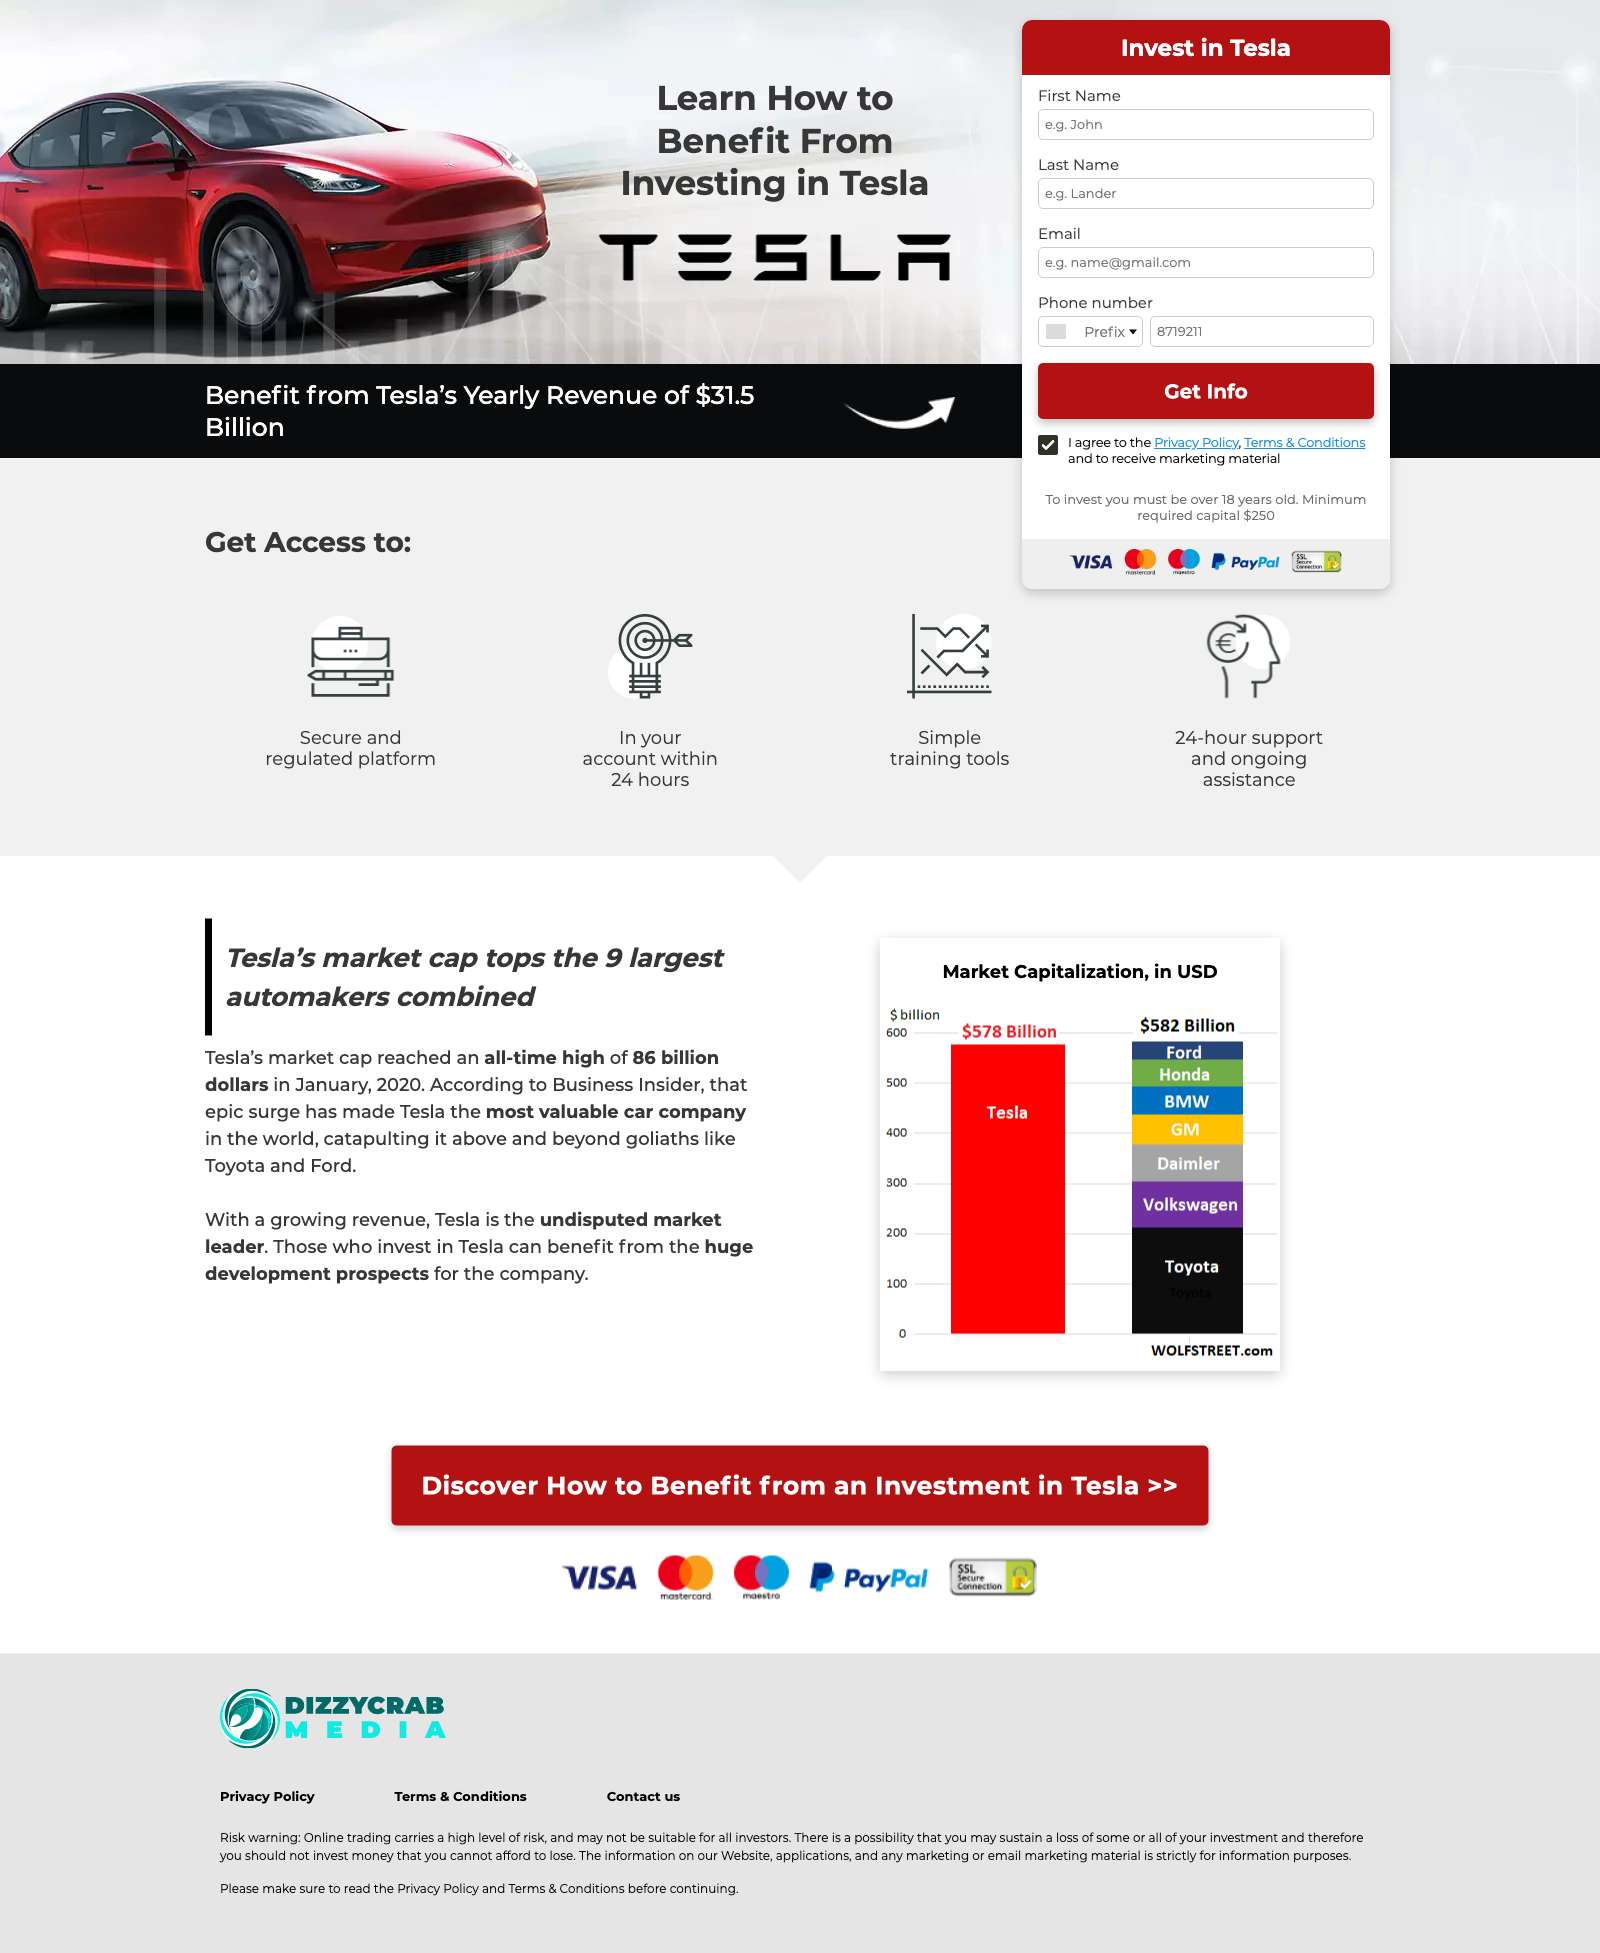 Learn How to
Benefit From
Investing in Tesla
TESLA
Invest in Tesla
First Name
e.g. John
Last Name
e.g. Lander
Email
e.g. name@gmail.com
Phone number
Prefix
8719211
Get Info
I agree to the Privacy Policy, Terms & Conditions
and to receive marketing material
To invest you must be over 18 years old. Minimum
required capital $250
VISA mastercard maestro PayPal SSL Secure Connection
Benefit from Tesla’s Yearly Revenue of $31.5
Billion
Get Access to:
Secure and
regulated platform
In your
account within
24 hours
Simple
training tools
24-hour support
and ongoing
assistance
Tesla’s market cap tops the 9 largest
automakers combined
Tesla’s market cap reached an all-time high of 86 billion
dollars in January, 2020. According to Business Insider, that
epic surge has made Tesla the most valuable car company
in the world, catapulting it above and beyond goliaths like
Toyota and Ford.
With a growing revenue, Tesla is the undisputed market
leader. Those who invest in Tesla can benefit from the huge
development prospects for the company.
Market Capitalization, in USD
$ billion
600
500
400
300
200
100
0
$578 Billion
Tesla
$582 Billion
Ford
Honda
BMW
GM
Daimler
Volkswagen
Toyota
Toyota
WOLFSTREET.com
Discover How to Benefit from an Investment in Tesla >>
VISA mastercard maestro PayPal SSL Secure Connection
DIZZYCRAB
MEDIA
Privacy Policy
Terms & Conditions
Contact us
Risk warning: Online trading carries a high level of risk, and may not be suitable for all investors. There is a possibility that you may sustain a loss of some or all of your investment and therefore
you should not invest money that you cannot afford to lose. The information on our Website, applications, and any marketing or email marketing material is strictly for information purposes.
Please make sure to read the Privacy Policy and Terms & Conditions before continuing.